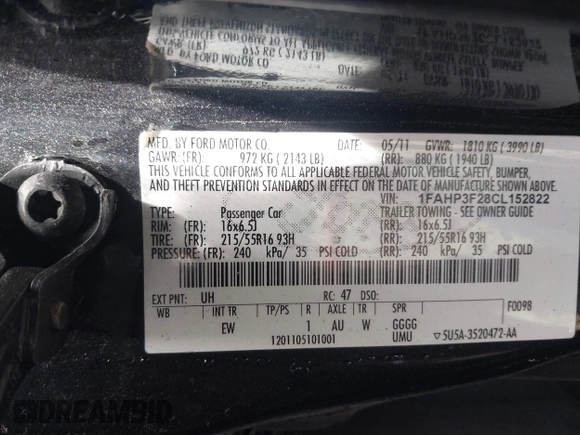 MFD. BY FORD MOTOR CO. DATE: 05/11 GVWR: 1810 KG ( 3990 LB)
GAWR: (FR): 972 KG ( 2143 LB) (RR): 880 KG ( 1940 LB)
THIS VEHICLE CONFORMS TO ALL APPLICABLE FEDERAL MOTOR VEHICLE SAFETY, BUMPER,
AND THEFT PREVENTION STANDARDS IN EFFECT ON THE DATE OF MANUFACTURE SHOWN ABOVE.
VIN: 1FAHP3F28CL152822
TYPE: Passenger Car TRAILER TOWING - SEE OWNER GUIDE
RIM: (FR): 16x6.5J (RR): 16x6.5J
TIRE: (FR): 215/55R16 93H (RR): 215/55R16 93H
PRESSURE: (FR): 240 kPa/ 35 PSI COLD (RR): 240 kPa/ 35 PSI COLD
EXT PNT: UH RC: 47 DSO:
WB INT TR TP/PS R AXLE TR SPR F0098
EW 1 AU W GGGG
1201105101001 UMU 5U5A-3520472-AA
DREAMBID